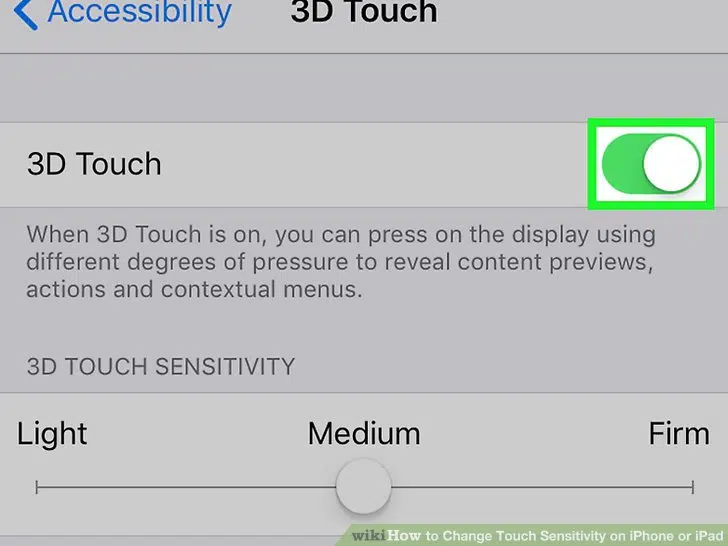 Accessibility 3D Touch
3D Touch
When 3D Touch is on, you can press on the display using
different degrees of pressure to reveal content previews,
actions and contextual menus.
3D TOUCH SENSITIVITY
Light Medium Firm
wikiHow to Change Touch Sensitivity on iPhone or iPad